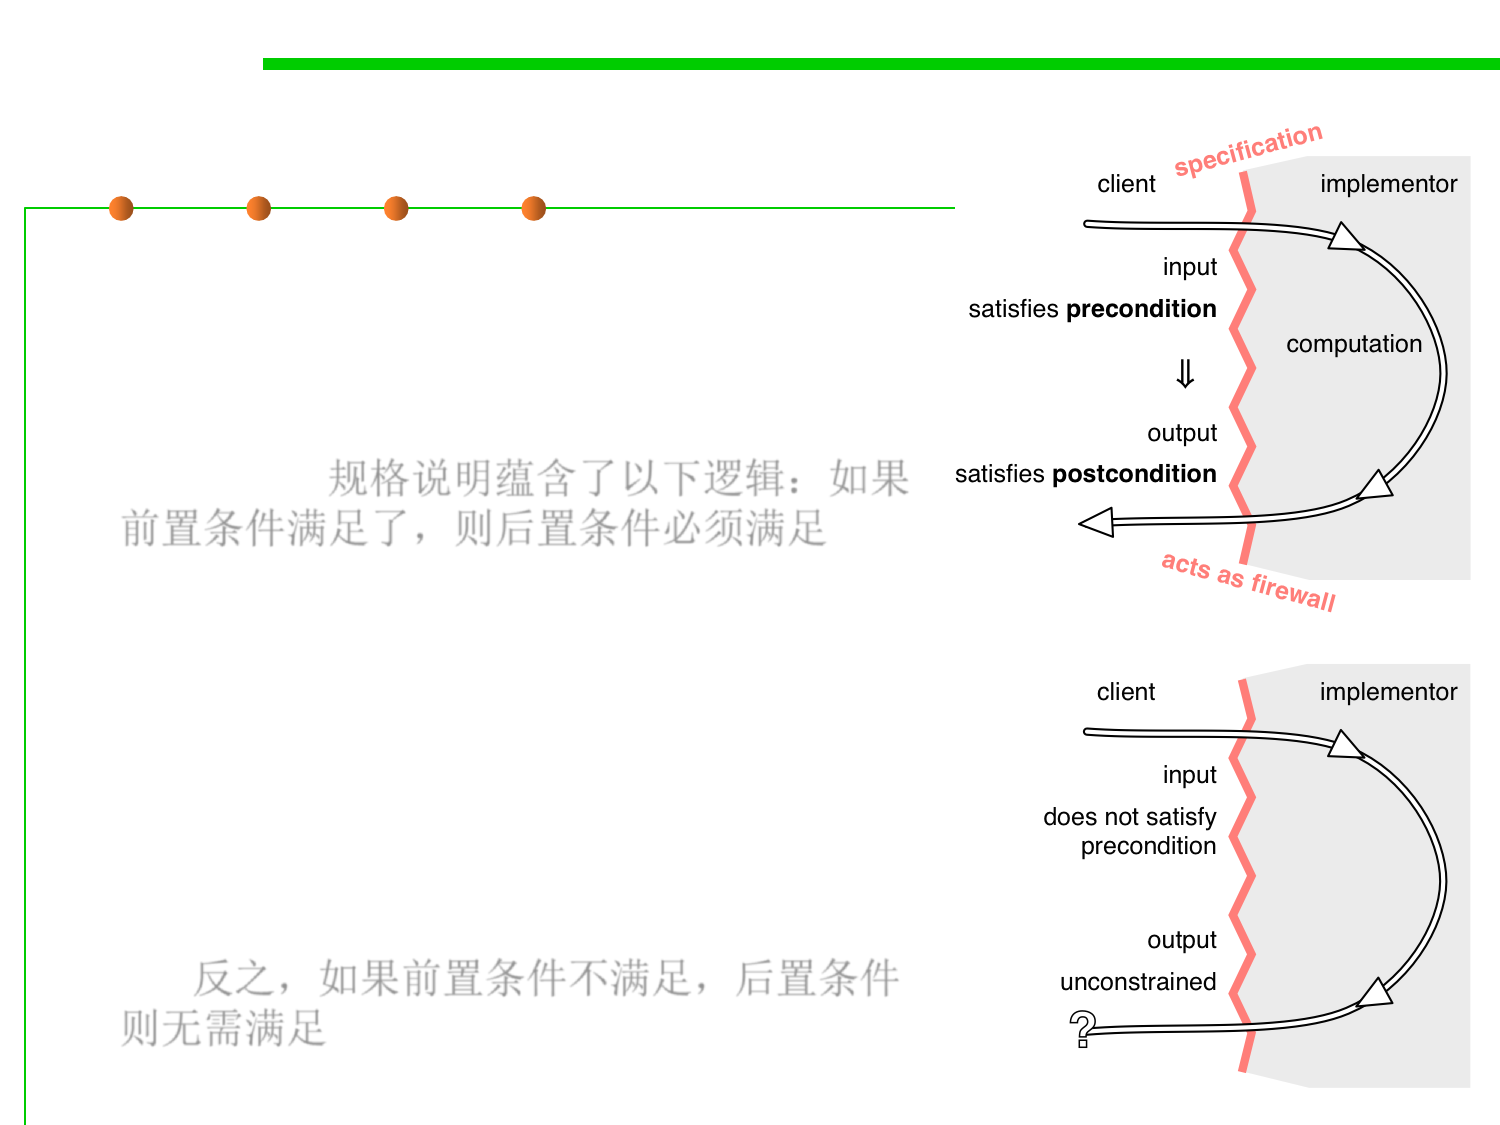 规格说明蕴含了以下逻辑：如果
前置条件满足了，则后置条件必须满足
反之，如果前置条件不满足，后置条件
则无需满足
specification
client
implementor
input
satisfies precondition
⇓
computation
output
satisfies postcondition
acts as firewall
client
implementor
input
does not satisfy
precondition
output
unconstrained
?